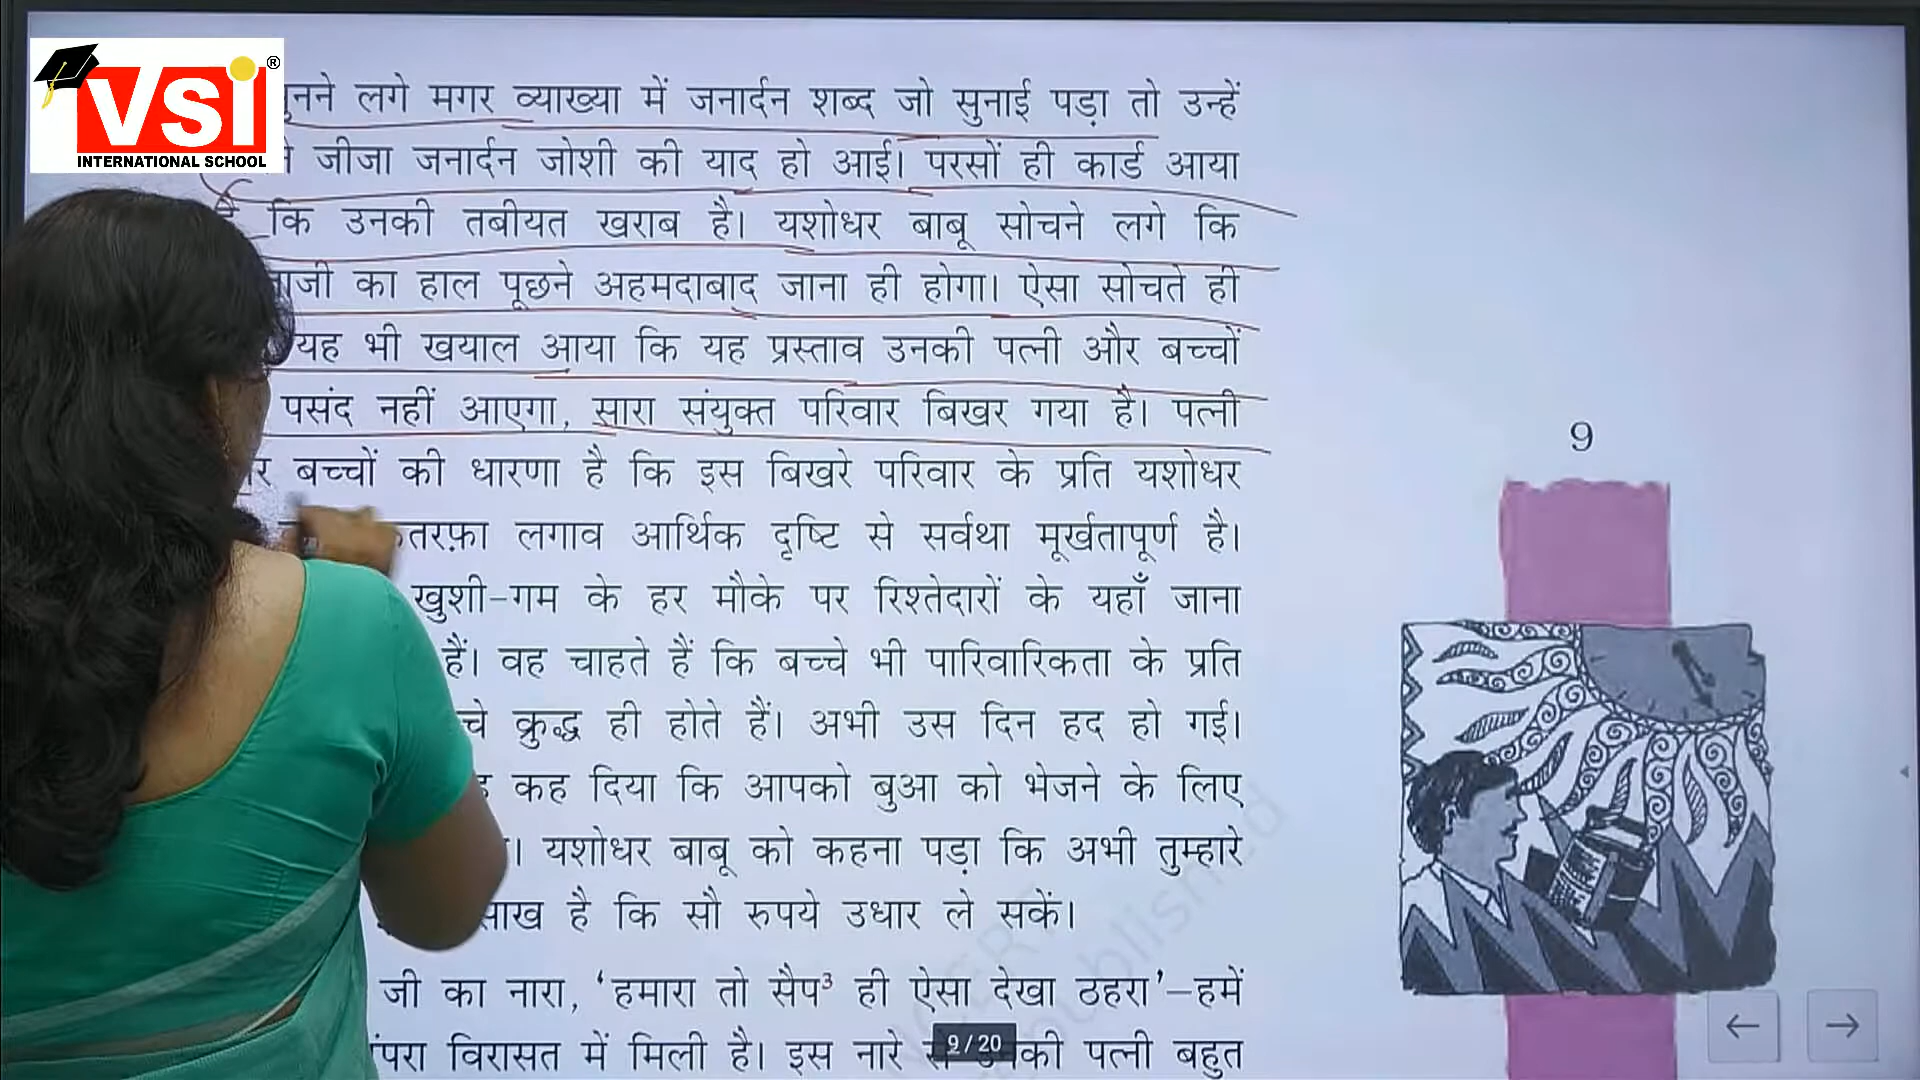 VSI®
INTERNATIONAL SCHOOL
लगे मगर व्याख्या में जनार्दन शब्द जो सुनाई पड़ा तो उन्हें
जीजा जनार्दन जोशी की याद हो आई। परसों ही कार्ड आया
कि उनकी तबीयत खराब है। यशोधर बाबू सोचने लगे कि
का हाल पूछने अहमदाबाद जाना ही होगा। ऐसा सोचते ही
यह भी खयाल आया कि यह प्रस्ताव उनकी पत्नी और बच्चों
पसंद नहीं आएगा, सारा संयुक्त परिवार बिखर गया है। पत्नी
बच्चों की धारणा है कि इस बिखरे परिवार के प्रति यशोधर
लगाव आर्थिक दृष्टि से सर्वथा मूर्खतापूर्ण है।
खुशी-गम के हर मौके पर रिश्तेदारों के यहाँ जाना
हैं। वह चाहते हैं कि बच्चे भी पारिवारिकता के प्रति
क्रुद्ध ही होते हैं। अभी उस दिन हद हो गई।
कह दिया कि आपको बुआ को भेजने के लिए
। यशोधर बाबू को कहना पड़ा कि अभी तुम्हारे
साख है कि सौ रुपये उधार ले सकें।
जी का नारा, ‘हमारा तो सैप³ ही ऐसा देखा ठहरा’-हमें
विरासत में मिली है। इस नारे पत्नी बहुत
9
9 / 20